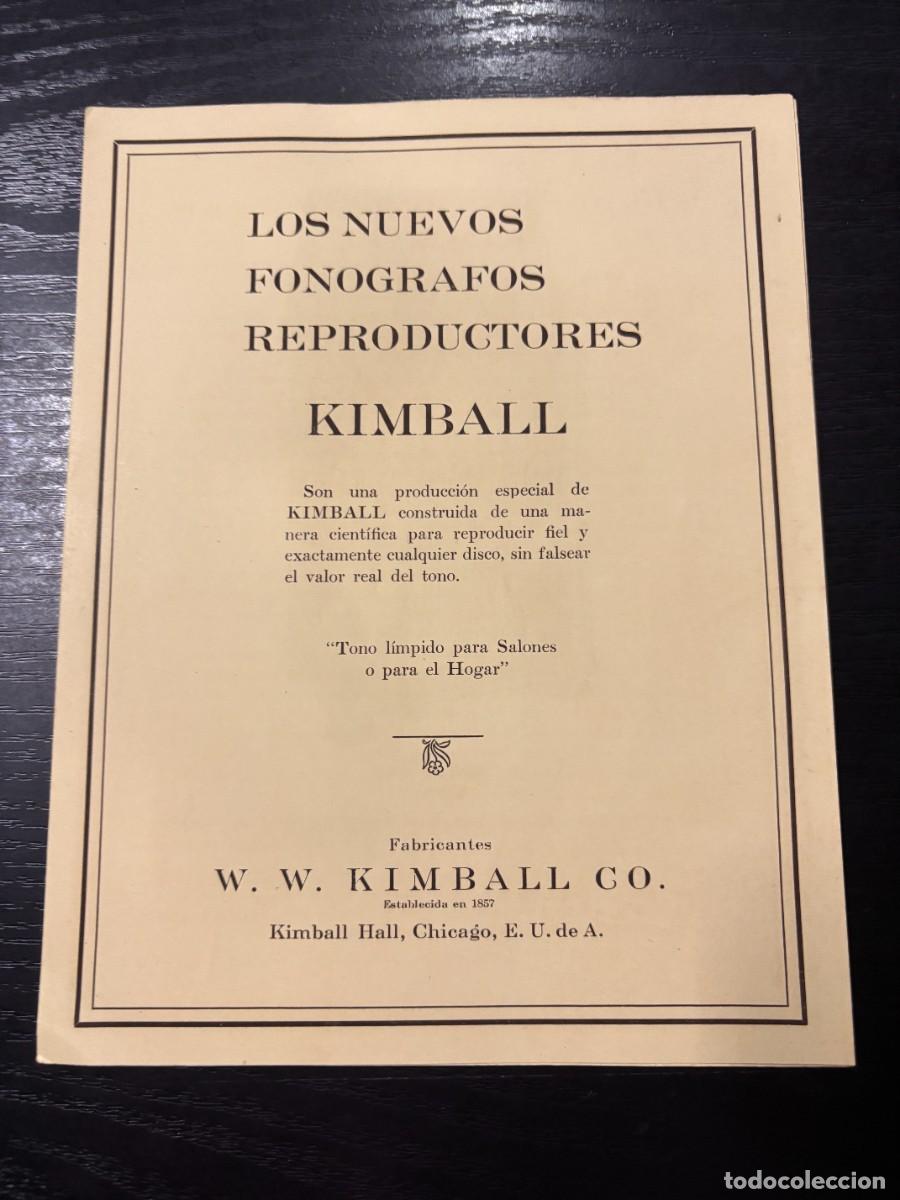 LOS NUEVOS
FONOGRAFOS
REPRODUCTORES
KIMBALL
Son una producción especial de
KIMBALL construida de una ma-
nera científica para reproducir fiel y
exactamente cualquier disco, sin falsear
el valor real del tono.
"Tono límpido para Salones
o para el Hogar"
Fabricantes
W. W. KIMBALL CO.
Establecida en 1857
Kimball Hall, Chicago, E. U. de A.
todocoleccion